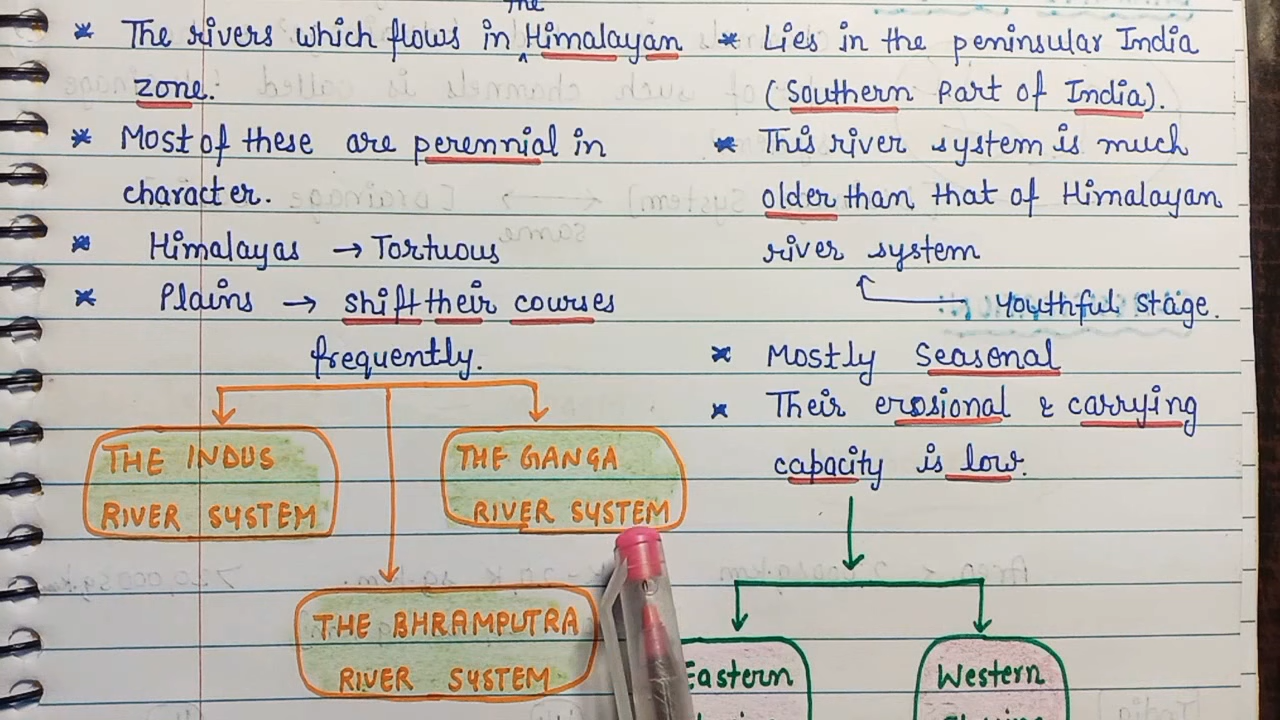 The
The rivers which flows in Himalayan
zone.
* Most of these are perennial in
character.
* Himalayas → Tortuous
* Plains → shift their courses
frequently.
THE INDUS
RIVER SYSTEM
THE GANGA
RIVER SYSTEM
THE BHRAMPUTRA
RIVER SYSTEM
* Lies in the peninsular India
(Southern Part of India).
* This river system is much
older than that of Himalayan
river system
Youthful stage.
* Mostly Seasonal
* Their erosional & carrying
capacity is low.
Eastern
Western